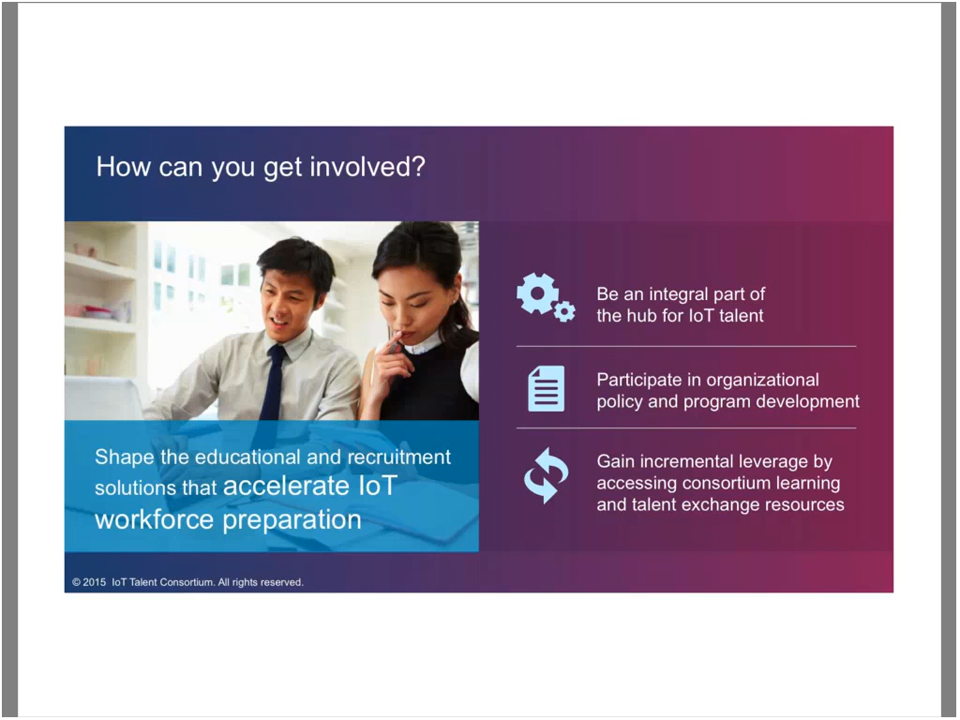 How can you get involved?
Shape the educational and recruitment
solutions that accelerate IoT
workforce preparation
Be an integral part of
the hub for IoT talent
Participate in organizational
policy and program development
Gain incremental leverage by
accessing consortium learning
and talent exchange resources
© 2015 IoT Talent Consortium. All rights reserved.